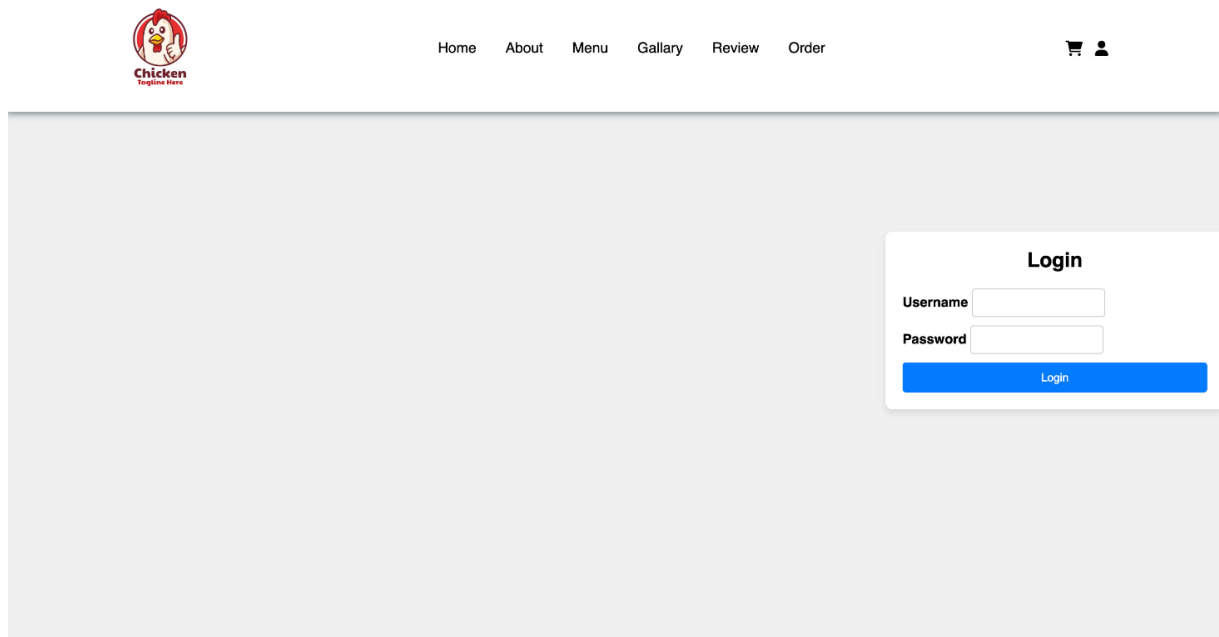 Chicken
Tagline Here
Home About Menu Gallary Review Order
Login
Username
Password
Login